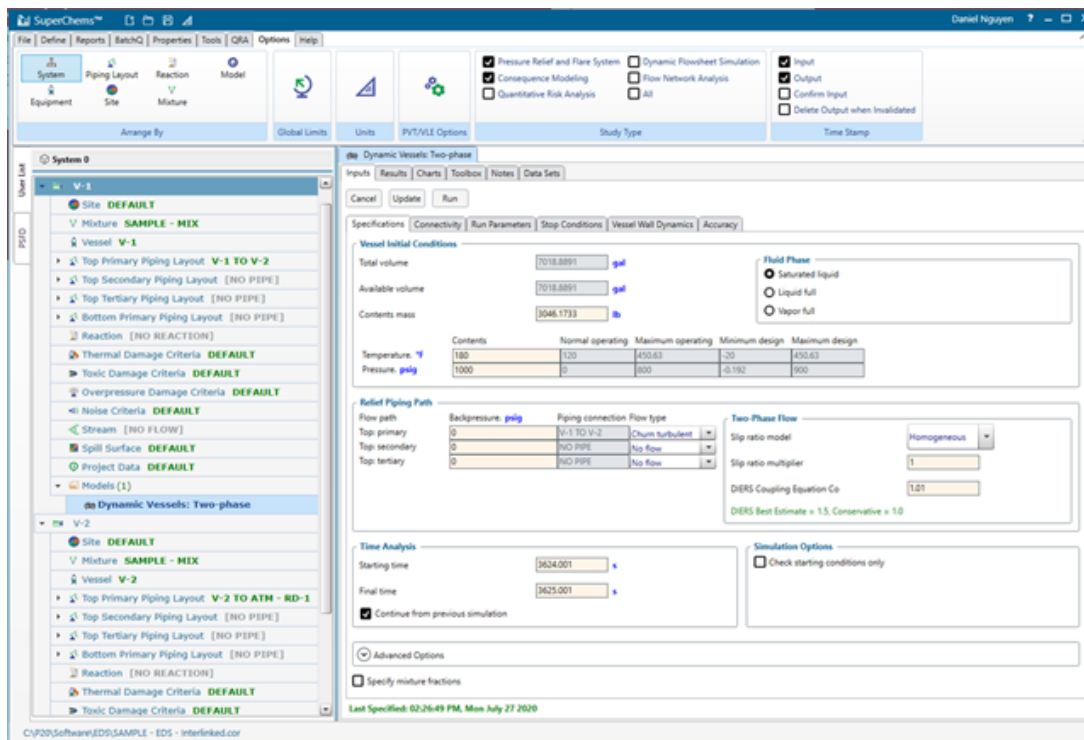 SuperChems™
Daniel Nguyen ?
File Define Reports BatchQ Properties Tools QRA Options Help
System Piping Layout Reaction Model
Equipment Site Mixture
Arrange By
Global Limits
Units
PVT/VLE Options
Pressure Relief and Flare System Dynamic Flowsheet Simulation
Consequence Modeling Flow Network Analysis
Quantitative Risk Analysis All
Study Type
Input
Output
Confirm Input
Delete Output when Invalidated
Time Stamp
User List
PSFD
System 0
V-1
Site DEFAULT
Mixture SAMPLE - MIX
Vessel V-1
Top Primary Piping Layout V-1 TO V-2
Top Secondary Piping Layout [NO PIPE]
Top Tertiary Piping Layout [NO PIPE]
Bottom Primary Piping Layout [NO PIPE]
Reaction [NO REACTION]
Thermal Damage Criteria DEFAULT
Toxic Damage Criteria DEFAULT
Overpressure Damage Criteria DEFAULT
Noise Criteria DEFAULT
Stream [NO FLOW]
Spill Surface DEFAULT
Project Data DEFAULT
Models (1)
Dynamic Vessels: Two-phase
V-2
Site DEFAULT
Mixture SAMPLE - MIX
Vessel V-2
Top Primary Piping Layout V-2 TO ATM - RD-1
Top Secondary Piping Layout [NO PIPE]
Top Tertiary Piping Layout [NO PIPE]
Bottom Primary Piping Layout [NO PIPE]
Reaction [NO REACTION]
Thermal Damage Criteria DEFAULT
Toxic Damage Criteria DEFAULT
Dynamic Vessels: Two-phase
Inputs Results Charts Toolbox Notes Data Sets
Cancel Update Run
Specifications Connectivity Run Parameters Stop Conditions Vessel Wall Dynamics Accuracy
Vessel Initial Conditions
Total volume 7018.8891 gal
Available volume 7018.8891 gal
Contents mass 3046.1733 lb
Fluid Phase
Saturated liquid
Liquid full
Vapor full
Contents Normal operating Maximum operating Minimum design Maximum design
Temperature. °F 180 120 450.63 -20 450.63
Pressure. psig 1000 0 800 -0.192 900
Relief Piping Path
Flow path Backpressure. psig Piping connection Flow type
Top: primary 0 V-1 TO V-2 Churn turbulent
Top: secondary 0 NO PIPE No flow
Top: tertiary 0 NO PIPE No flow
Two-Phase Flow
Slip ratio model Homogeneous
Slip ratio multiplier 1
DIERS Coupling Equation Co 1.01
DIERS Best Estimate = 1.5, Conservative = 1.0
Time Analysis
Starting time 3624.001 s
Final time 3625.001 s
Continue from previous simulation
Simulation Options
Check starting conditions only
Advanced Options
Specify mixture fractions
Last Specified: 02:26:49 PM, Mon July 27 2020
C:\P20\Software\EDS\SAMPLE - EDS - Interlinked.cor